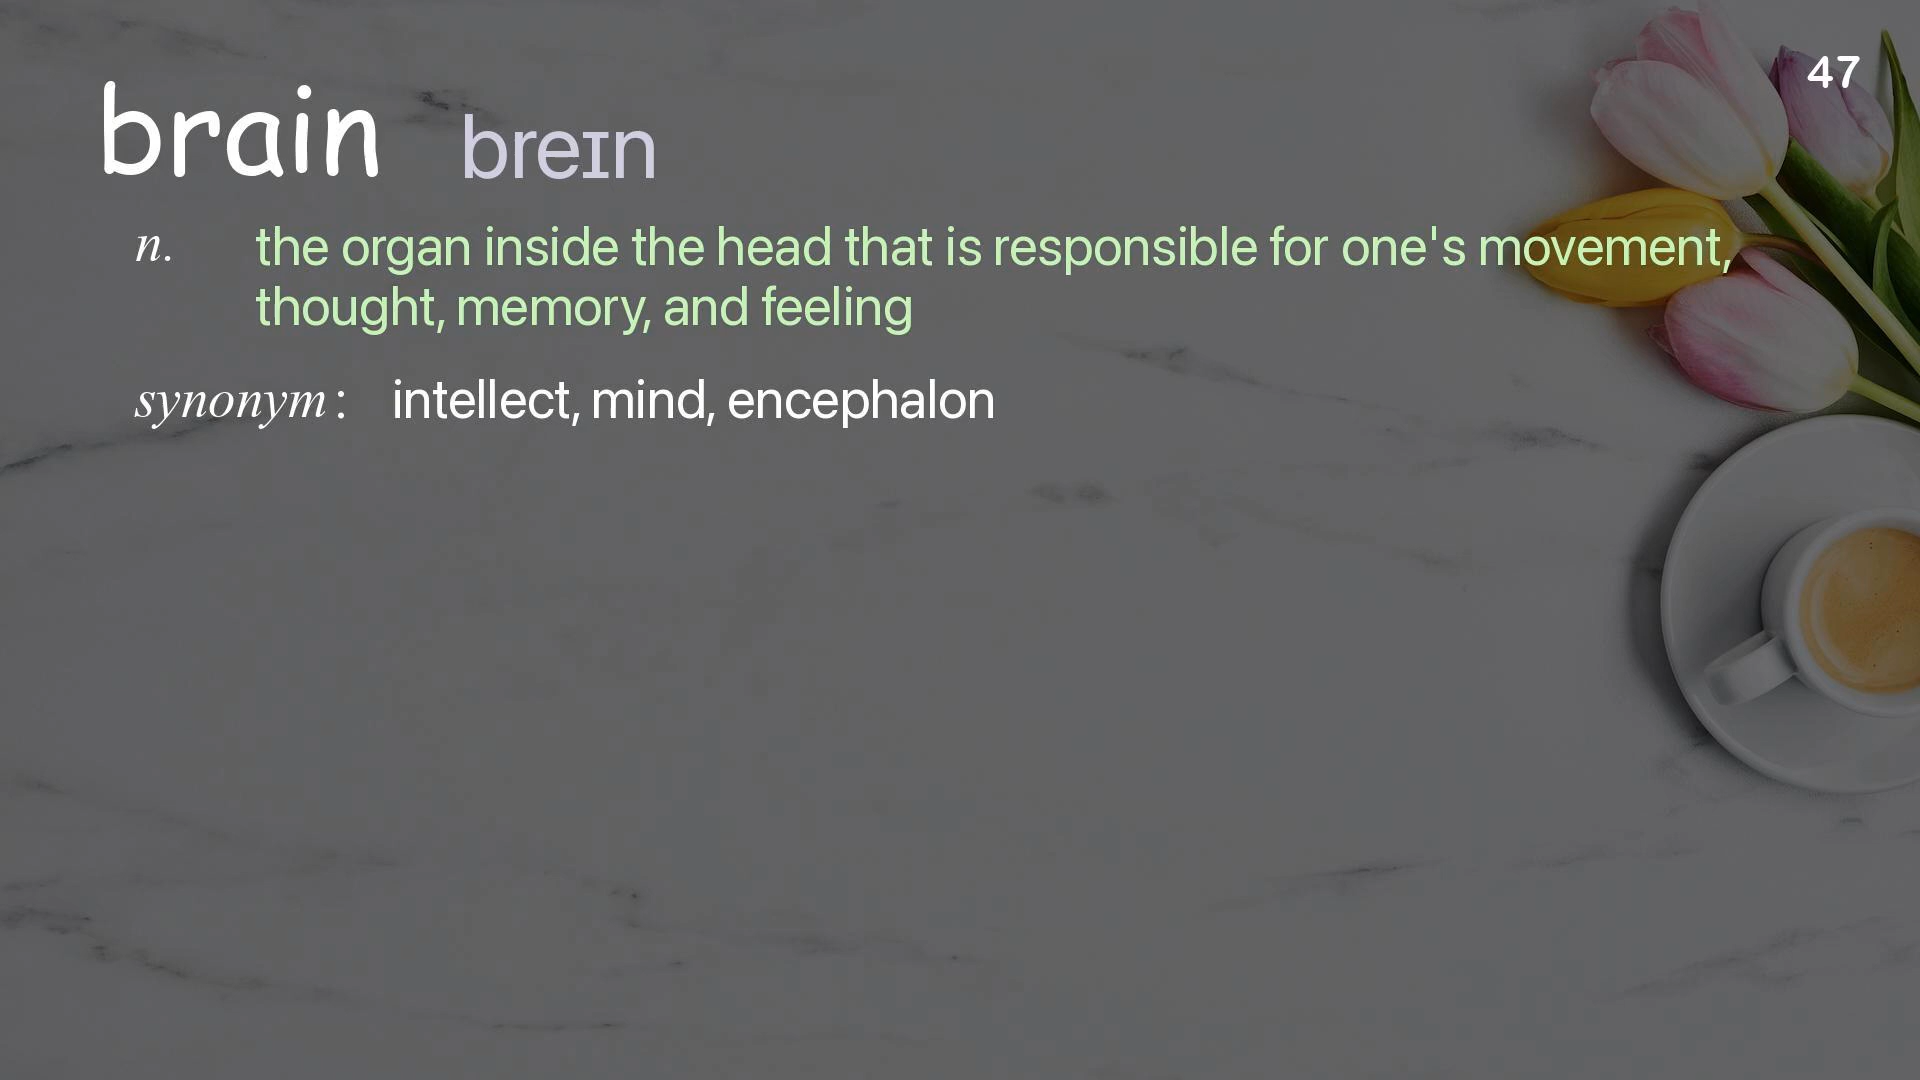 47
brain breɪn
n. the organ inside the head that is responsible for one's movement,
thought, memory, and feeling
synonym: intellect, mind, encephalon